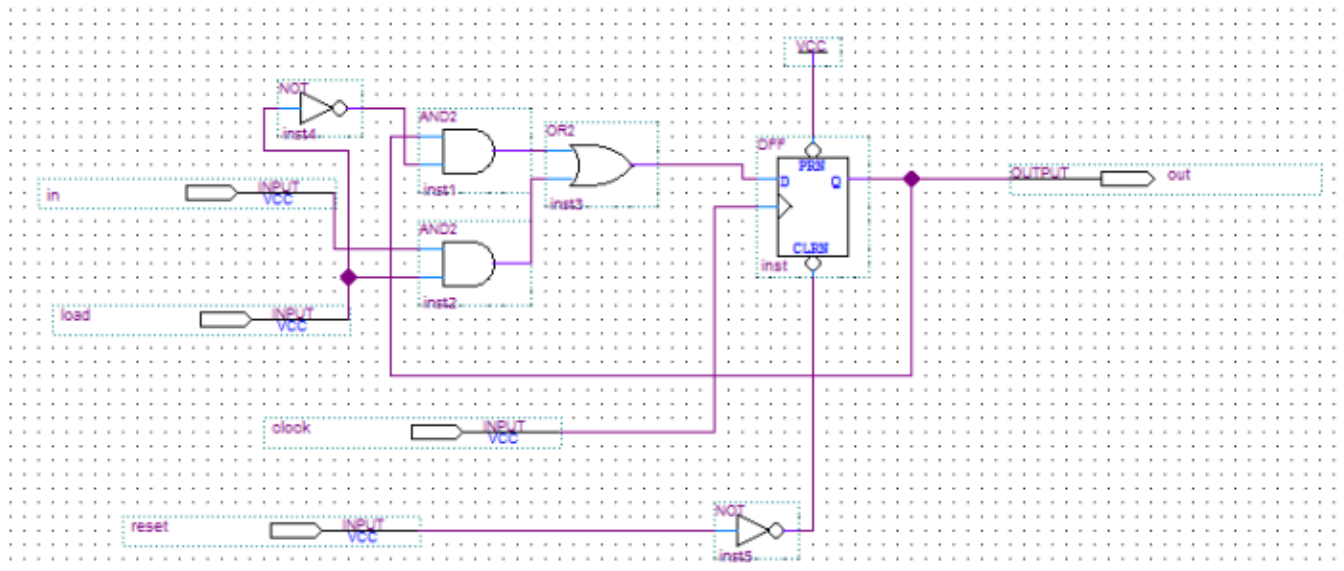 VCC
NOT
inst4
AND2
inst1
OR2
inst3
DFF
PRN
D
Q
CLRN
inst
OUTPUT
out
in
INPUT
VCC
AND2
inst2
load
INPUT
VCC
clock
INPUT
VCC
reset
INPUT
VCC
NOT
inst5